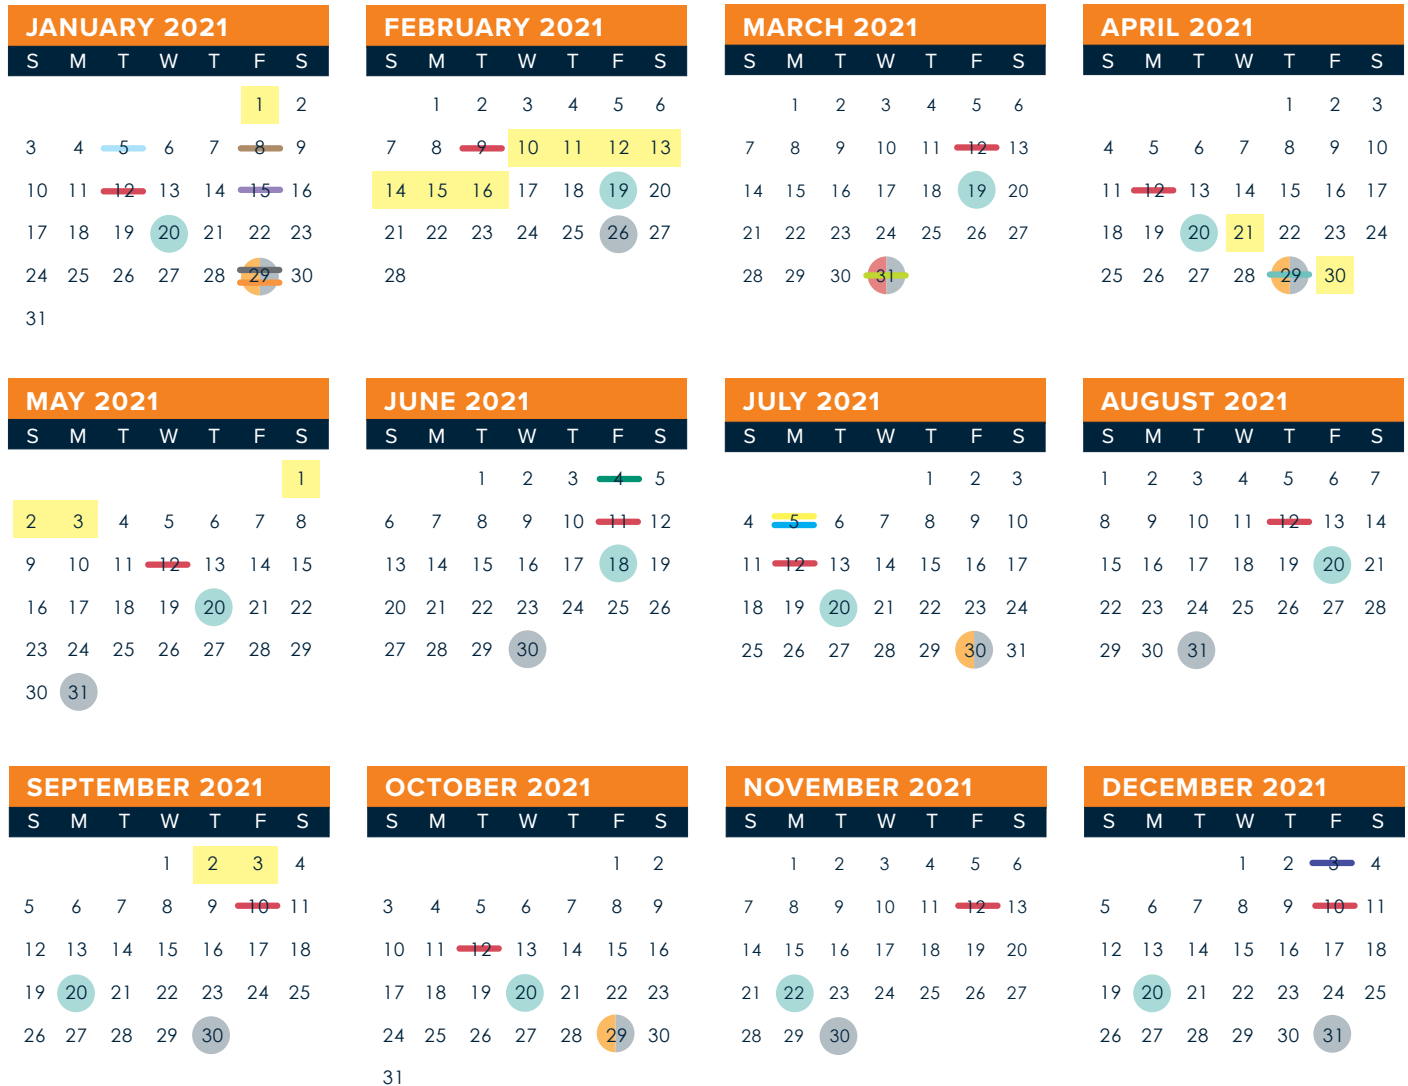 JANUARY 2021
S M T W T F S
1 2
3 4 5 6 7 8 9
10 11 12 13 14 15 16
17 18 19 20 21 22 23
24 25 26 27 28 29 30
31
FEBRUARY 2021
S M T W T F S
1 2 3 4 5 6
7 8 9 10 11 12 13
14 15 16 17 18 19 20
21 22 23 24 25 26 27
28
MARCH 2021
S M T W T F S
1 2 3 4 5 6
7 8 9 10 11 12 13
14 15 16 17 18 19 20
21 22 23 24 25 26 27
28 29 30 31
APRIL 2021
S M T W T F S
1 2 3
4 5 6 7 8 9 10
11 12 13 14 15 16 17
18 19 20 21 22 23 24
25 26 27 28 29 30
MAY 2021
S M T W T F S
1
2 3 4 5 6 7 8
9 10 11 12 13 14 15
16 17 18 19 20 21 22
23 24 25 26 27 28 29
30 31
JUNE 2021
S M T W T F S
1 2 3 4 5
6 7 8 9 10 11 12
13 14 15 16 17 18 19
20 21 22 23 24 25 26
27 28 29 30
JULY 2021
S M T W T F S
1 2 3
4 5 6 7 8 9 10
11 12 13 14 15 16 17
18 19 20 21 22 23 24
25 26 27 28 29 30 31
AUGUST 2021
S M T W T F S
1 2 3 4 5 6 7
8 9 10 11 12 13 14
15 16 17 18 19 20 21
22 23 24 25 26 27 28
29 30 31
SEPTEMBER 2021
S M T W T F S
1 2 3 4
5 6 7 8 9 10 11
12 13 14 15 16 17 18
19 20 21 22 23 24 25
26 27 28 29 30
OCTOBER 2021
S M T W T F S
1 2
3 4 5 6 7 8 9
10 11 12 13 14 15 16
17 18 19 20 21 22 23
24 25 26 27 28 29 30
31
NOVEMBER 2021
S M T W T F S
1 2 3 4 5 6
7 8 9 10 11 12 13
14 15 16 17 18 19 20
21 22 23 24 25 26 27
28 29 30
DECEMBER 2021
S M T W T F S
1 2 3 4
5 6 7 8 9 10 11
12 13 14 15 16 17 18
19 20 21 22 23 24 25
26 27 28 29 30 31